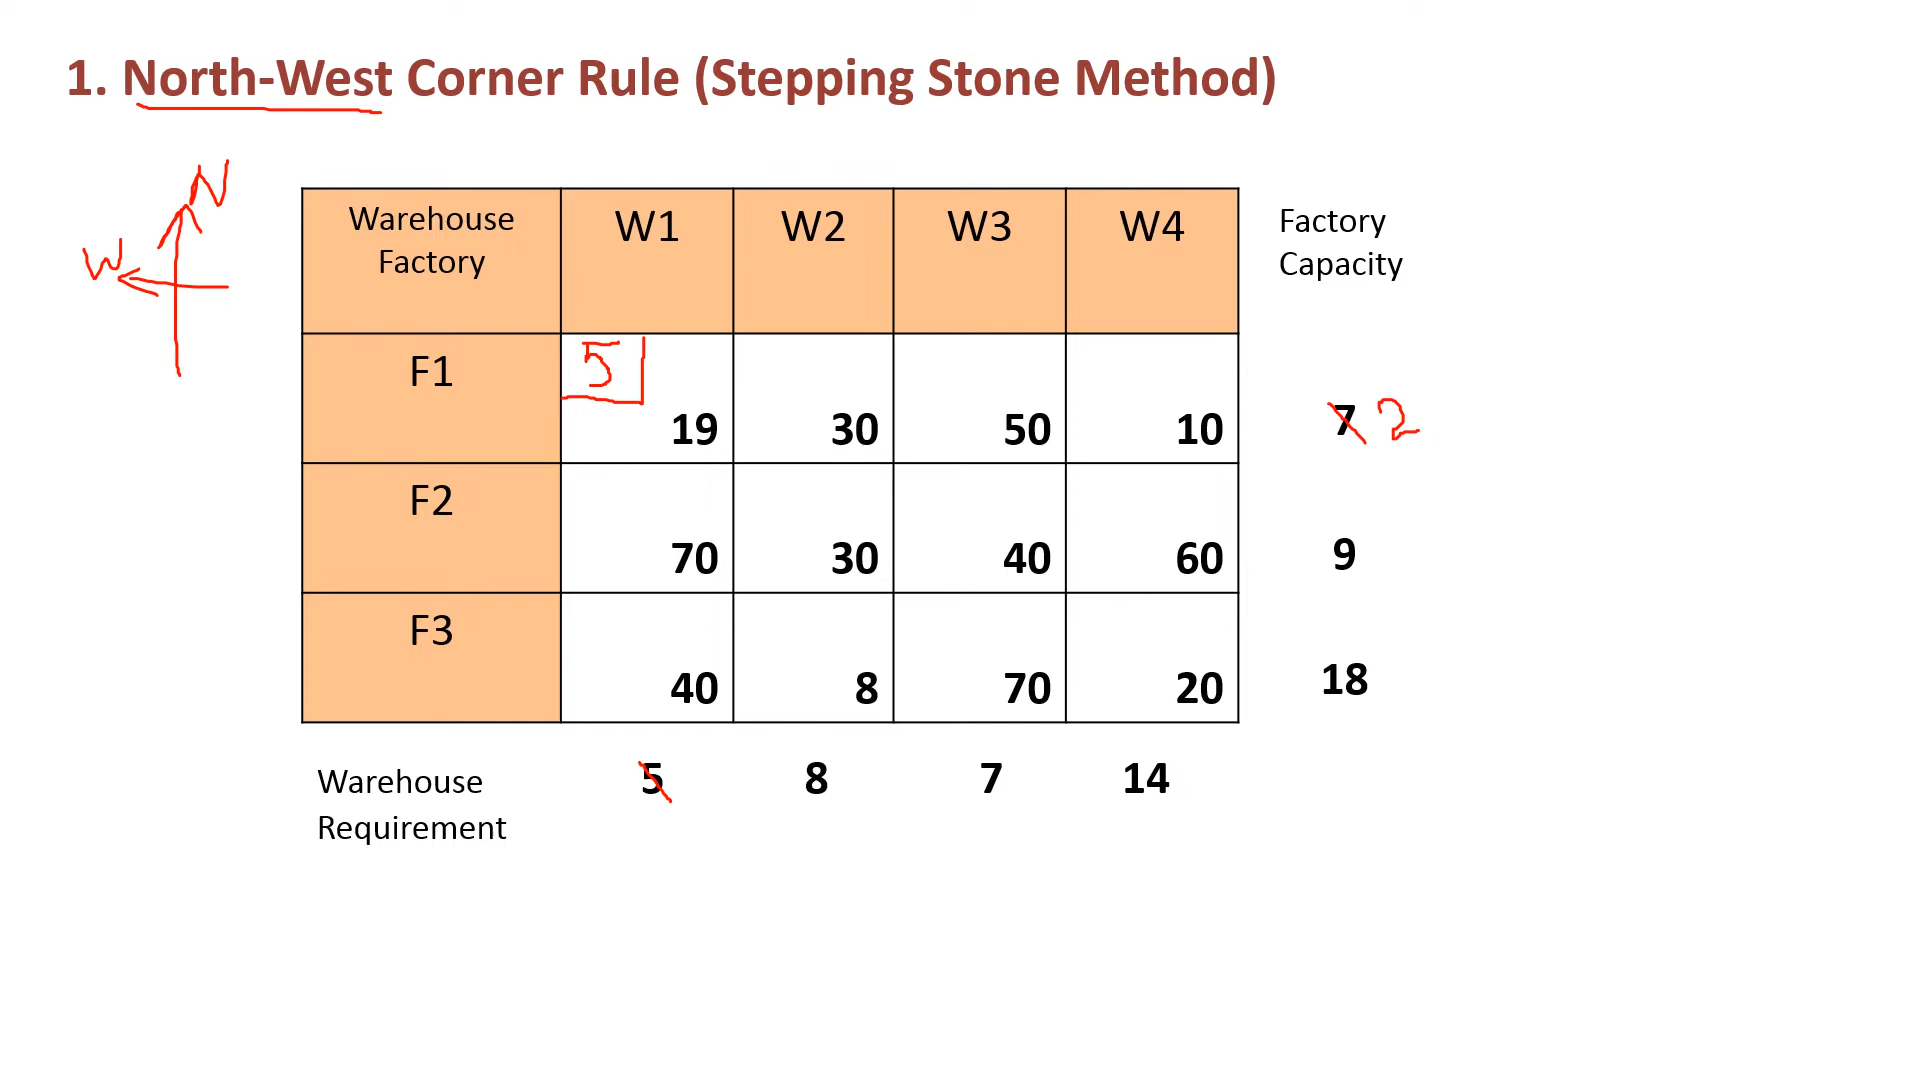 1. North-West Corner Rule (Stepping Stone Method)
N
W
Warehouse Factory W1 W2 W3 W4 Factory Capacity
F1 5 19 30 50 10 7 2
F2 70 30 40 60 9
F3 40 8 70 20 18
Warehouse Requirement 5 8 7 14